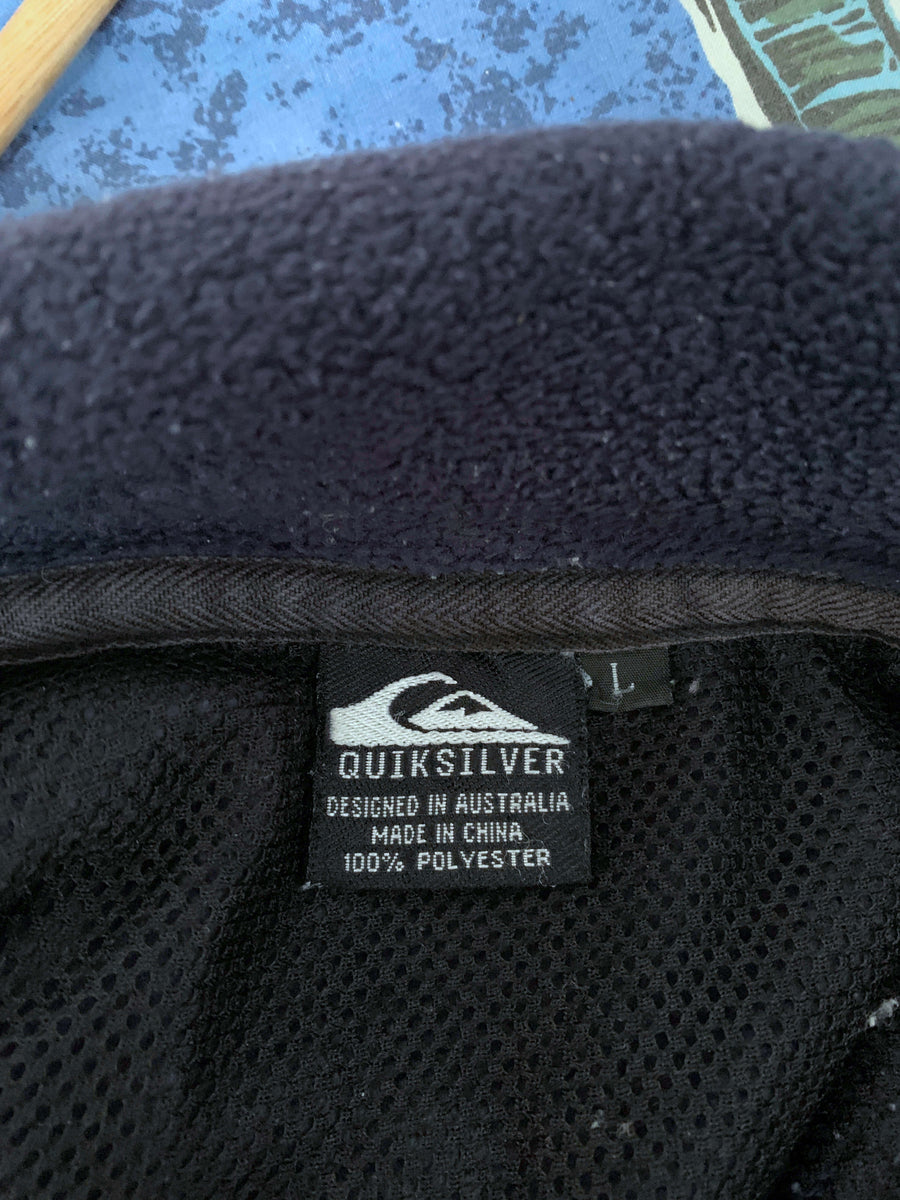 L
QUIKSILVER
DESIGNED IN AUSTRALIA
MADE IN CHINA
100% POLYESTER